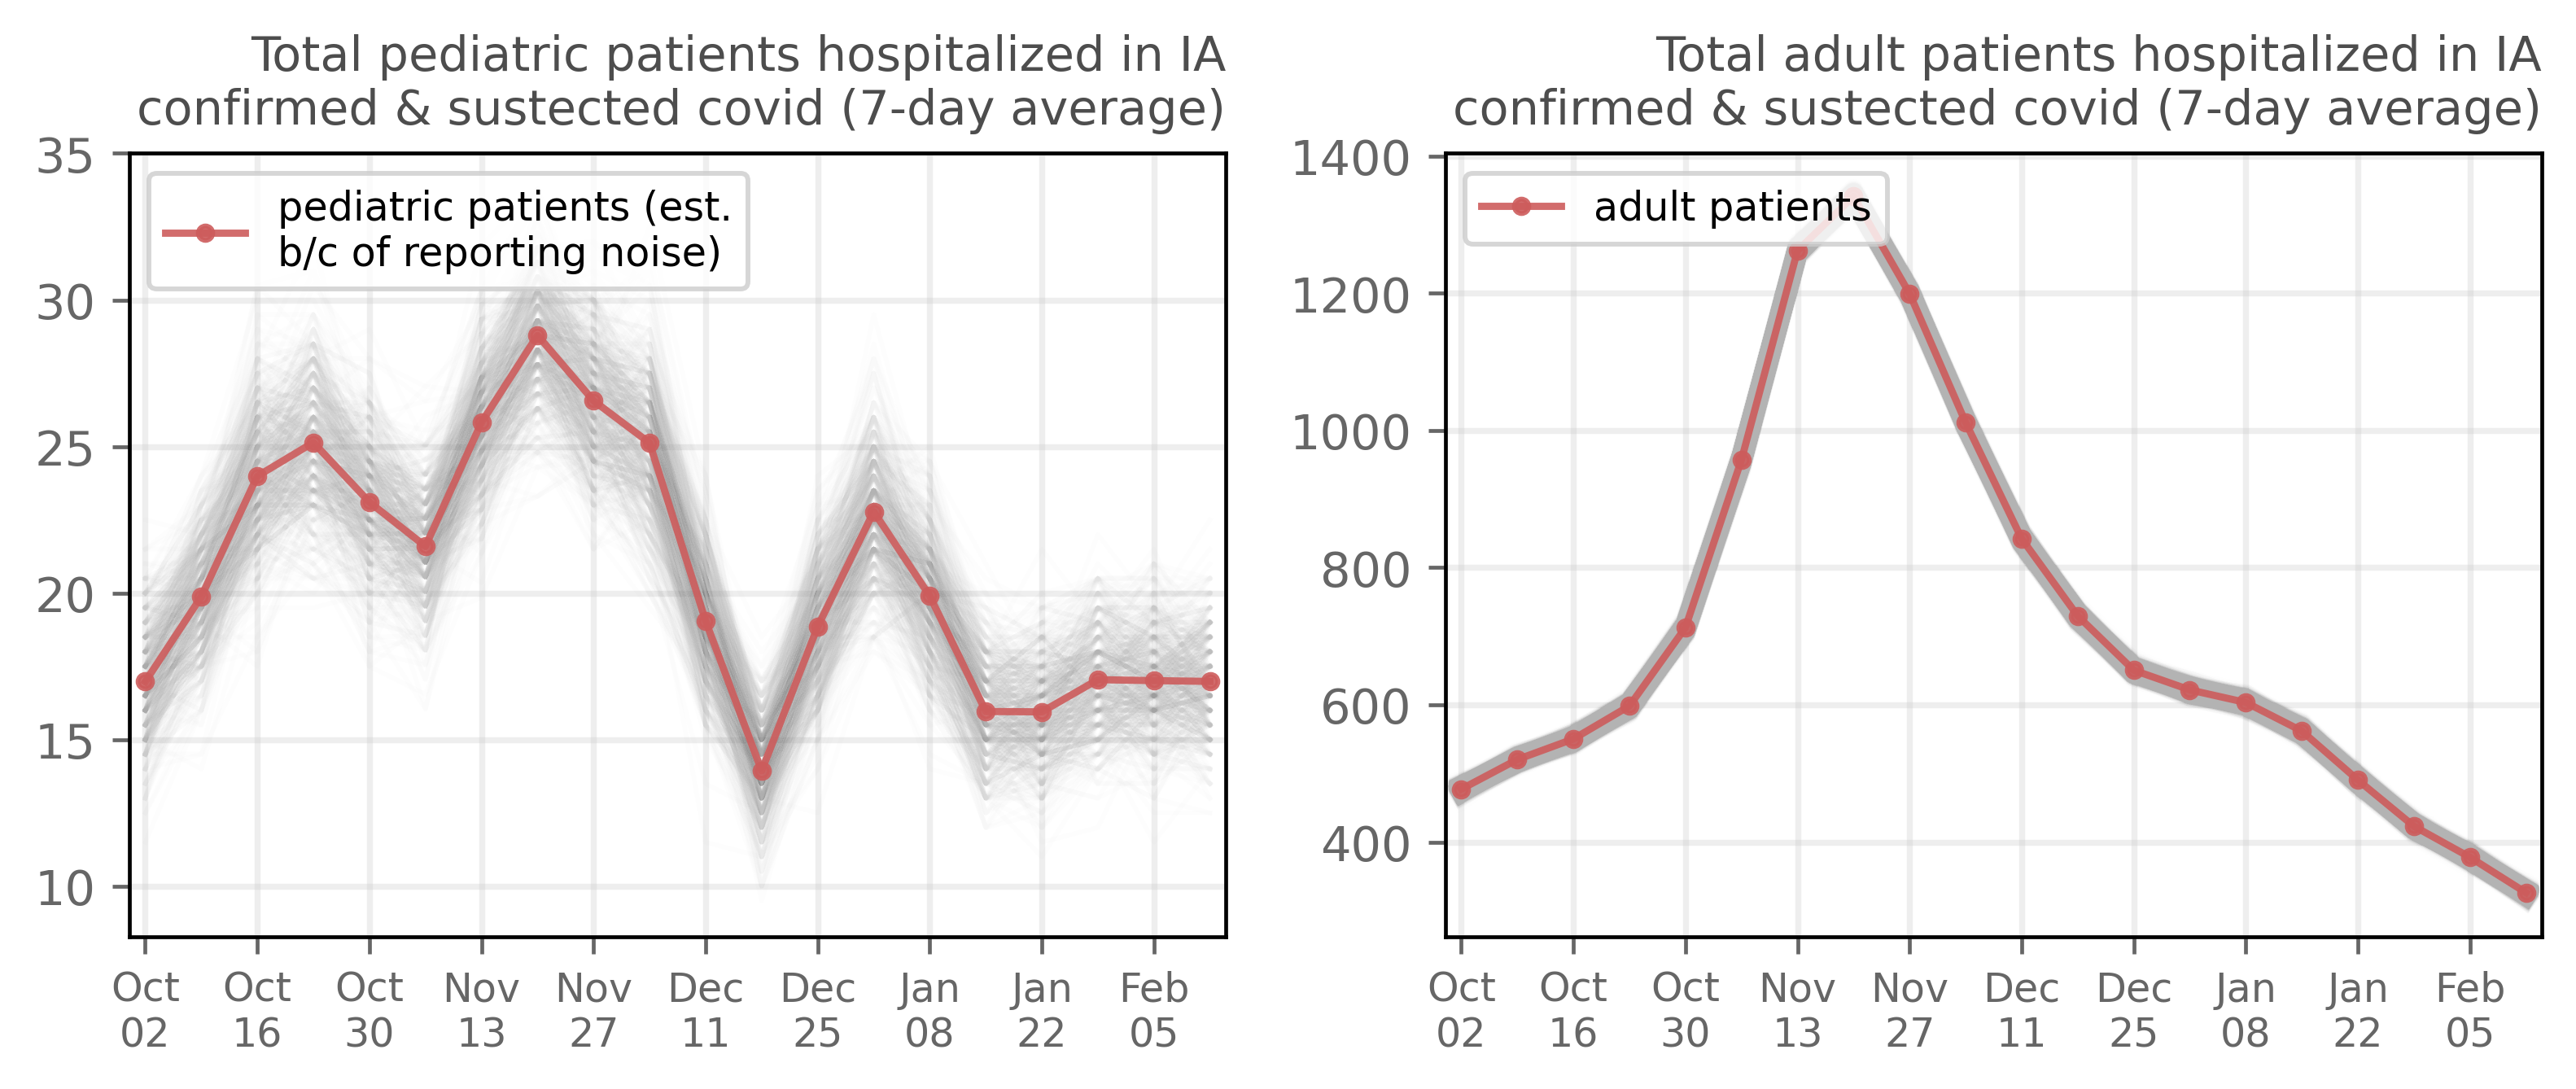 Total pediatric patients hospitalized in IA
confirmed & sustected covid (7-day average)
35
30
25
20
15
10
pediatric patients (est.
b/c of reporting noise)
Oct Oct Oct Nov Nov Dec Dec Jan Jan Feb
02 16 30 13 27 11 25 08 22 05
Total adult patients hospitalized in IA
confirmed & sustected covid (7-day average)
1400
1200
1000
800
600
400
adult patients
Oct Oct Oct Nov Nov Dec Dec Jan Jan Feb
02 16 30 13 27 11 25 08 22 05